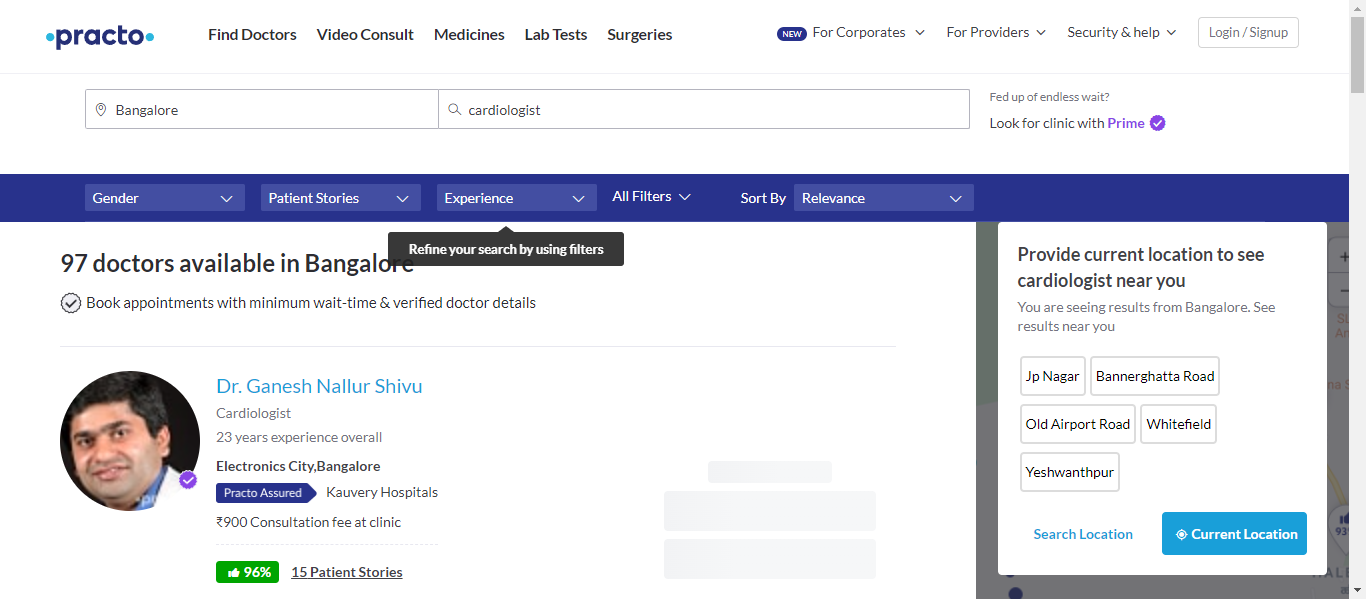 practo
Find Doctors
Video Consult
Medicines
Lab Tests
Surgeries
NEW For Corporates
For Providers
Security & help
Login / Signup
Bangalore
cardiologist
Fed up of endless wait?
Look for clinic with Prime
Gender
Patient Stories
Experience
All Filters
Sort By
Relevance
Refine your search by using filters
97 doctors available in Bangalore
Book appointments with minimum wait-time & verified doctor details
Dr. Ganesh Nallur Shivu
Cardiologist
23 years experience overall
Electronics City,Bangalore
Practo Assured Kauvery Hospitals
₹900 Consultation fee at clinic
96% 15 Patient Stories
Provide current location to see
cardiologist near you
You are seeing results from Bangalore. See
results near you
Jp Nagar
Bannerghatta Road
Old Airport Road
Whitefield
Yeshwanthpur
Search Location
Current Location